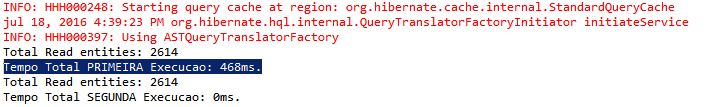 INFO: HHH000248: Starting query cache at region: org.hibernate.cache.internal.StandardQueryCache
jul 18, 2016 4:39:23 PM org.hibernate.hql.internal.QueryTranslatorFactoryInitiator initiateService
INFO: HHH000397: Using ASTQueryTranslatorFactory
Total Read entities: 2614
Tempo Total PRIMEIRA Execucao: 468ms.
Total Read entities: 2614
Tempo Total SEGUNDA Execucao: 0ms.